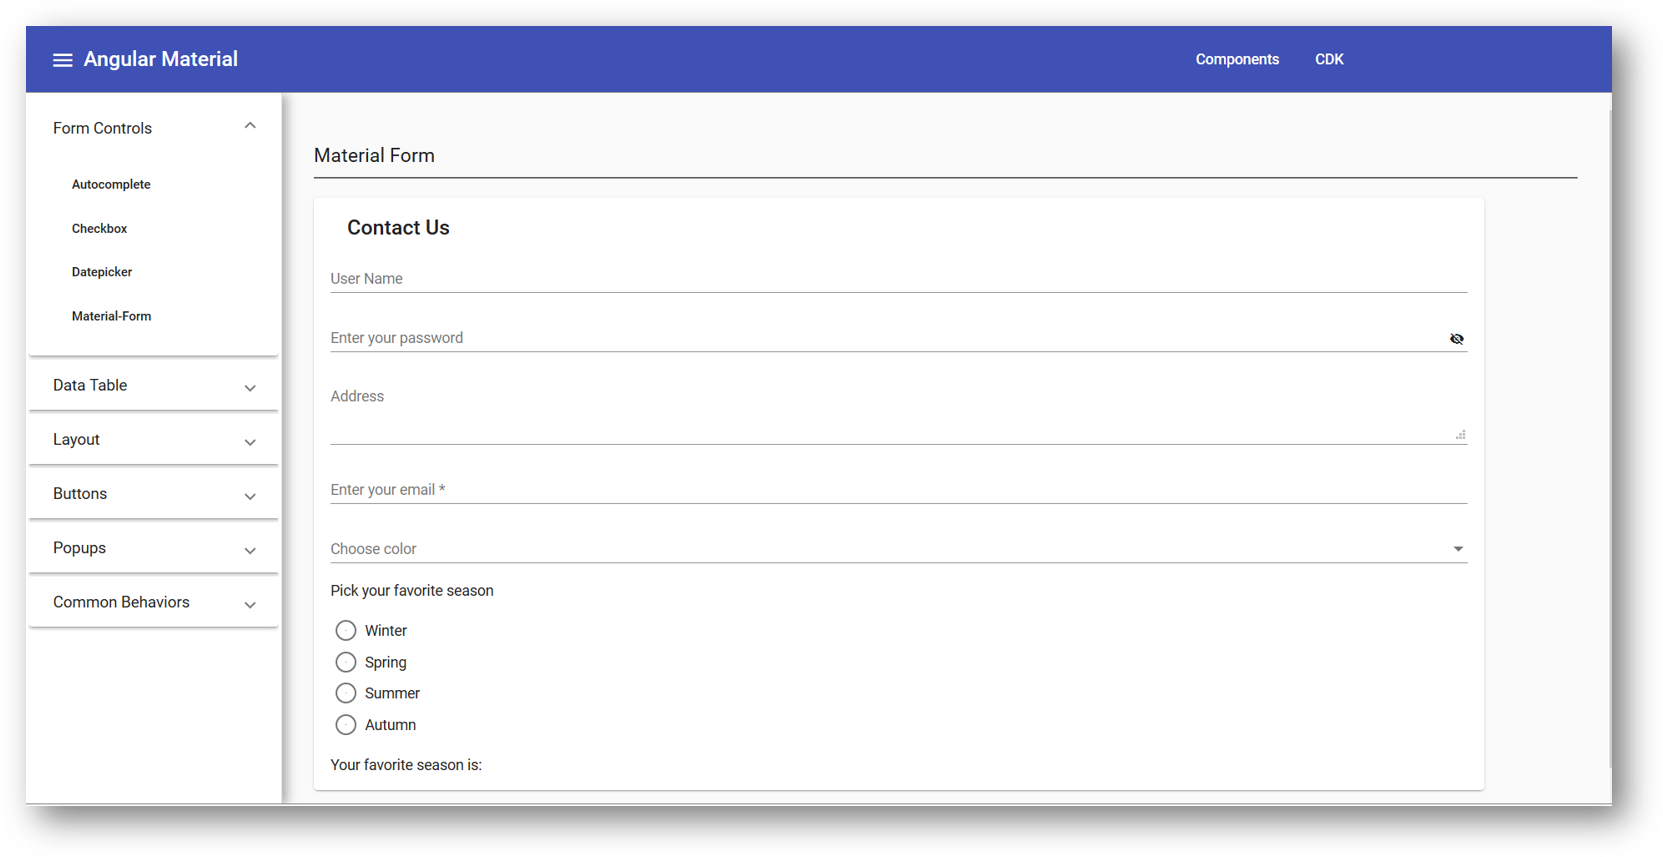 Angular Material
Components
CDK
Form Controls
Autocomplete
Checkbox
Datepicker
Material-Form
Data Table
Layout
Buttons
Popups
Common Behaviors
Material Form
Contact Us
User Name
Enter your password
Address
Enter your email *
Choose color
Pick your favorite season
Winter
Spring
Summer
Autumn
Your favorite season is: